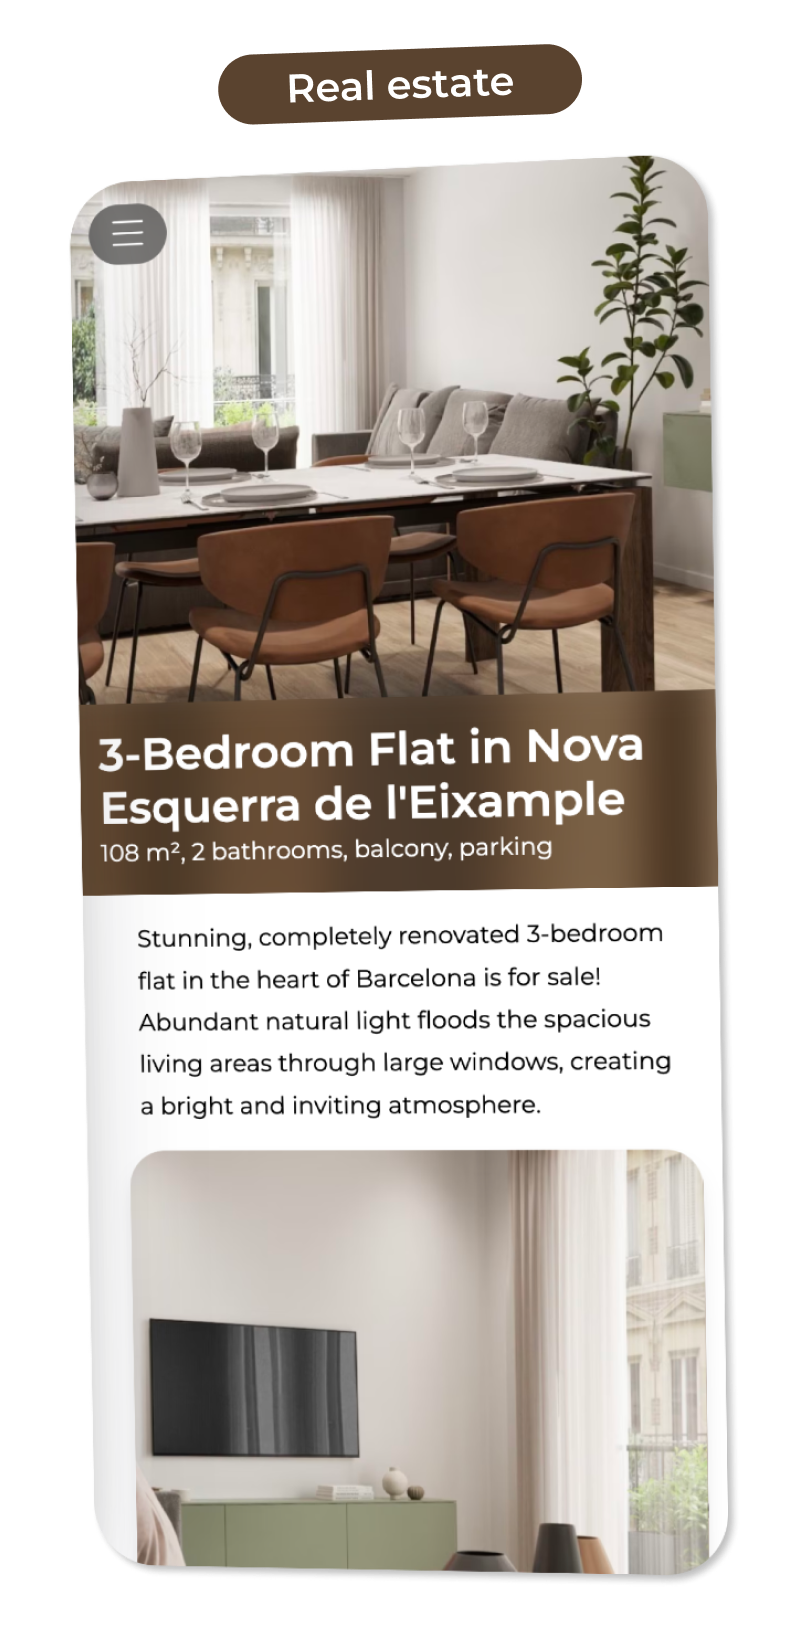 Real estate
3-Bedroom Flat in Nova
Esquerra de l'Eixample
108 m², 2 bathrooms, balcony, parking
Stunning, completely renovated 3-bedroom
flat in the heart of Barcelona is for sale!
Abundant natural light floods the spacious
living areas through large windows, creating
a bright and inviting atmosphere.